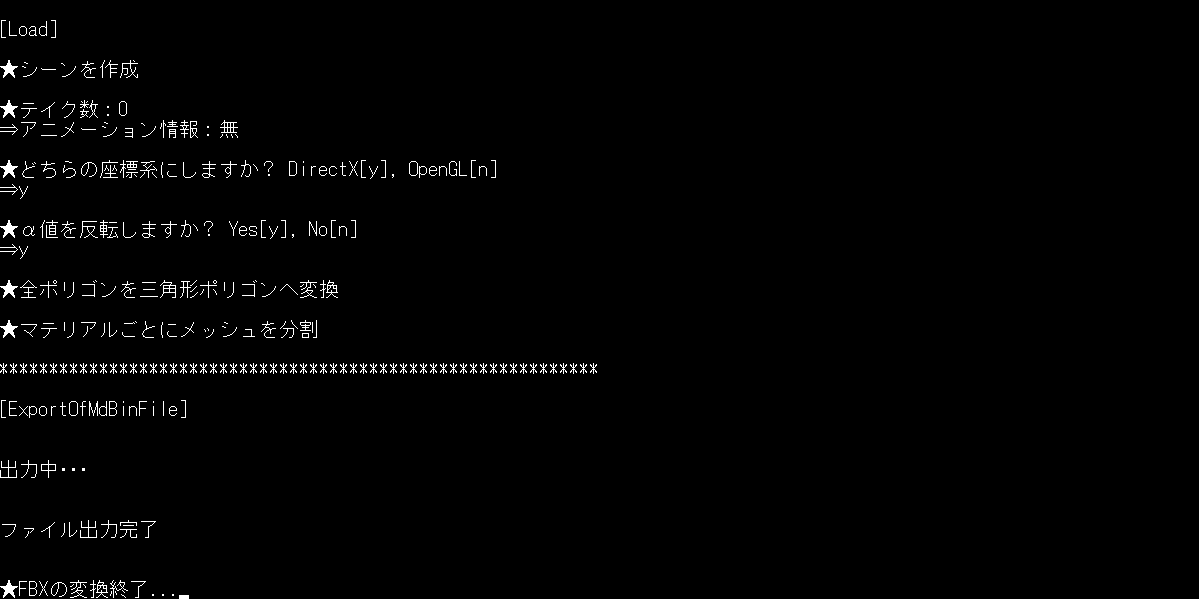 [Load]
★シーンを作成
★テイク数：0
⇒アニメーション情報：無
★どちらの座標系にしますか？ DirectX[y], OpenGL[n]
⇒y
★α値を反転しますか？ Yes[y], No[n]
⇒y
★全ポリゴンを三角形ポリゴンへ変換
★マテリアルごとにメッシュを分割
************************************************************
[ExportOfMdBinFile]
出力中･･･
ファイル出力完了
★FBXの変換終了...